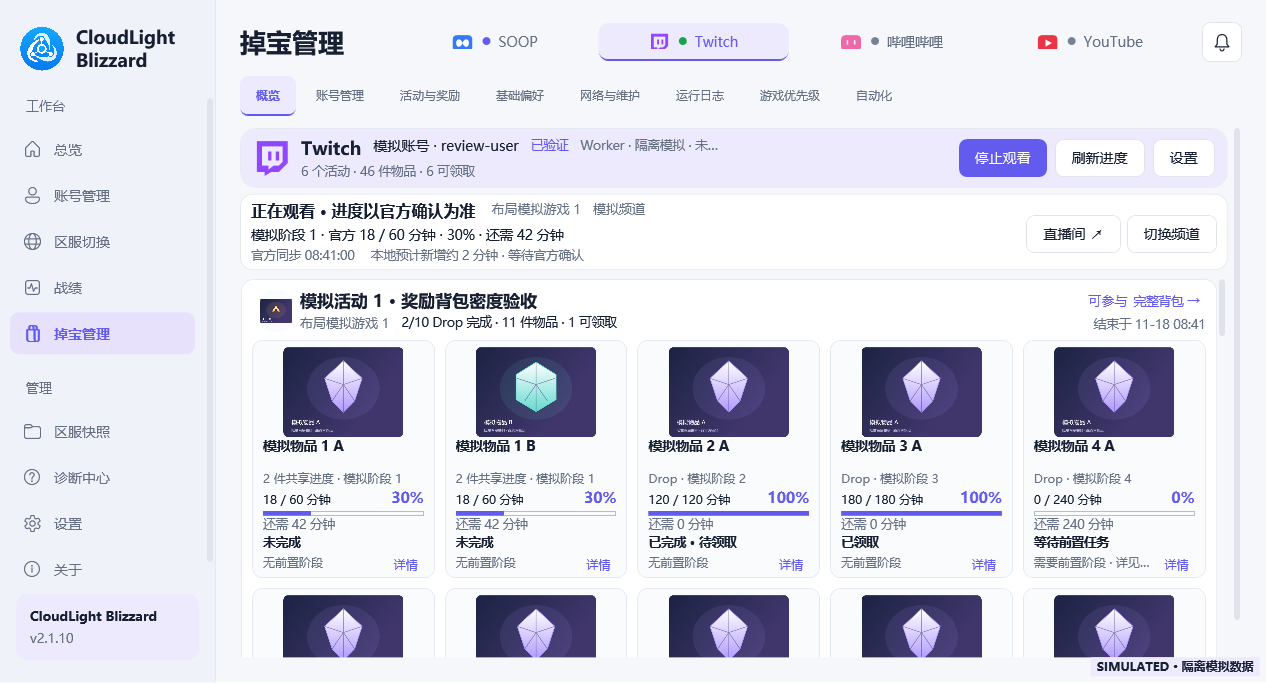 CloudLight
Blizzard
工作台
总览
账号管理
区服切换
战绩
掉宝管理
管理
区服快照
诊断中心
设置
关于
CloudLight Blizzard
v2.1.10
掉宝管理
SOOP
Twitch
哔哩哔哩
YouTube
概览 账号管理 活动与奖励 基础偏好 网络与维护 运行日志 游戏优先级 自动化
Twitch 模拟账号 · review-user 已验证 Worker · 隔离模拟 · 未...
6 个活动 · 46 件物品 · 6 可领取
停止观看 刷新进度 设置
正在观看 • 进度以官方确认为准 布局模拟游戏 1 模拟频道
模拟阶段 1 · 官方 18 / 60 分钟 · 30% · 还需 42 分钟
官方同步 08:41:00 本地预计新增约 2 分钟 · 等待官方确认
直播间 ↗ 切换频道
模拟活动 1 • 奖励背包密度验收
布局模拟游戏 1 2/10 Drop 完成 · 11 件物品 · 1 可领取
可参与 完整背包 →
结束于 11-18 08:41
模拟物品 1 A
2 件共享进度 · 模拟阶段 1
18 / 60 分钟 30%
还需 42 分钟
未完成
无前置阶段 详情
模拟物品 1 B
2 件共享进度 · 模拟阶段 1
18 / 60 分钟 30%
还需 42 分钟
未完成
无前置阶段 详情
模拟物品 2 A
Drop · 模拟阶段 2
120 / 120 分钟 100%
还需 0 分钟
已完成 • 待领取
无前置阶段 详情
模拟物品 3 A
Drop · 模拟阶段 3
180 / 180 分钟 100%
还需 0 分钟
已领取
无前置阶段 详情
模拟物品 4 A
Drop · 模拟阶段 4
0 / 240 分钟 0%
还需 240 分钟
等待前置任务
需要前置阶段 · 详见... 详情
SIMULATED • 隔离模拟数据